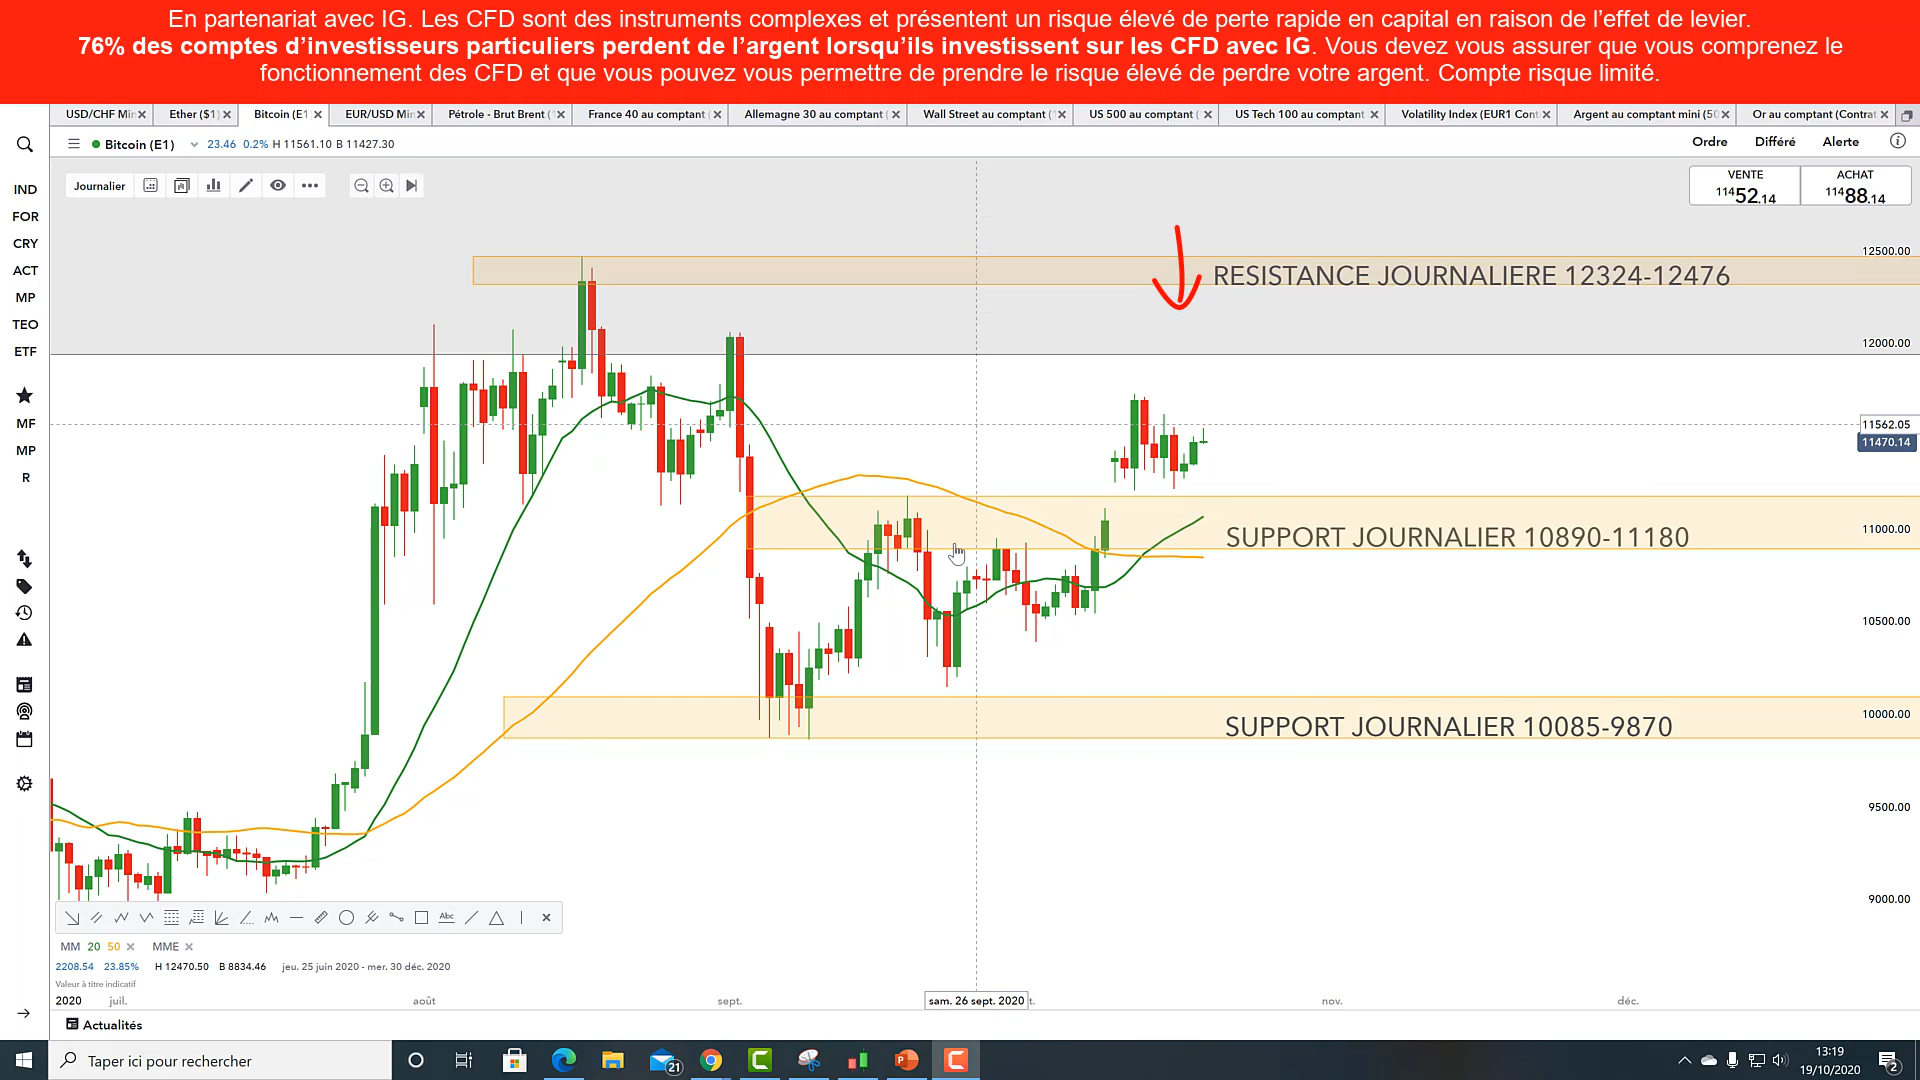 En partenariat avec IG. Les CFD sont des instruments complexes et présentent un risque élevé de perte rapide en capital en raison de l'effet de levier.
76% des comptes d'investisseurs particuliers perdent de l'argent lorsqu'ils investissent sur les CFD avec IG. Vous devez vous assurer que vous comprenez le
fonctionnement des CFD et que vous pouvez vous permettre de prendre le risque élevé de perdre votre argent. Compte risque limité.
USD/CHF Min Ether ($1) Bitcoin (E1) EUR/USD Min Pétrole - Brut Brent ( France 40 au comptant ( Allemagne 30 au comptant ( Wall Street au comptant ( US 500 au comptant ( US Tech 100 au comptant Volatility Index (EUR1 Cont Argent au comptant mini (50 Or au comptant (Contrat
Bitcoin (E1) 23.46 0.2% H 11561.10 B 11427.30 Ordre Différé Alerte
Journalier
VENTE ACHAT
11452.14 11488.14
IND
FOR
CRY
ACT
MP
TEO
ETF
MF
MP
R
12500.00
RESISTANCE JOURNALIERE 12324-12476
12000.00
11562.05
11470.14
11000.00
SUPPORT JOURNALIER 10890-11180
10500.00
10000.00
SUPPORT JOURNALIER 10085-9870
9500.00
9000.00
Abc
MM 20 50 MME
2208.54 23.85% H 12470.50 B 8834.46 jeu. 25 juin 2020 - mer. 30 déc. 2020
Valeur à titre indicatif
2020 juil. août sept. sam. 26 sept. 2020 t. nov. déc.
Actualités
Taper ici pour rechercher
21
13:19
19/10/2020
2